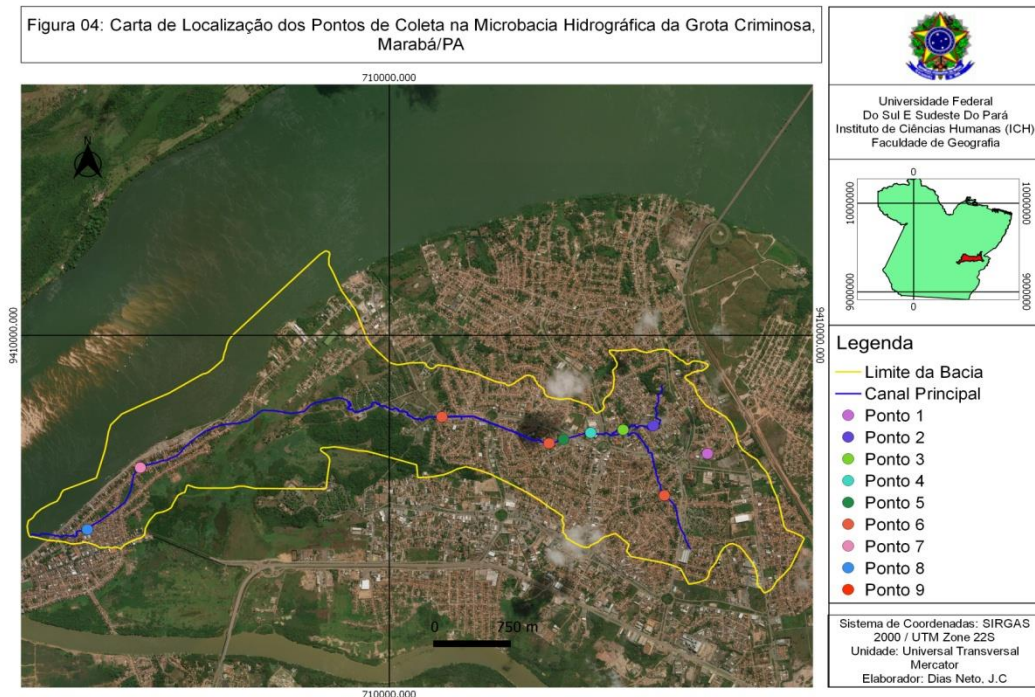 Figura 04: Carta de Localização dos Pontos de Coleta na Microbacia Hidrográfica da Grota Criminosa,
Marabá/PA
710000.000
9410000.000
9410000.000
N
0 750 m
710000.000
Universidade Federal
Do Sul E Sudeste Do Pará
Instituto de Ciências Humanas (ICH)
Faculdade de Geografia
0
10000000
10000000
9000000
9000000
0
Legenda
Limite da Bacia
Canal Principal
Ponto 1
Ponto 2
Ponto 3
Ponto 4
Ponto 5
Ponto 6
Ponto 7
Ponto 8
Ponto 9
Sistema de Coordenadas: SIRGAS
2000 / UTM Zone 22S
Unidade: Universal Transversal
Mercator
Elaborador: Dias Neto, J.C